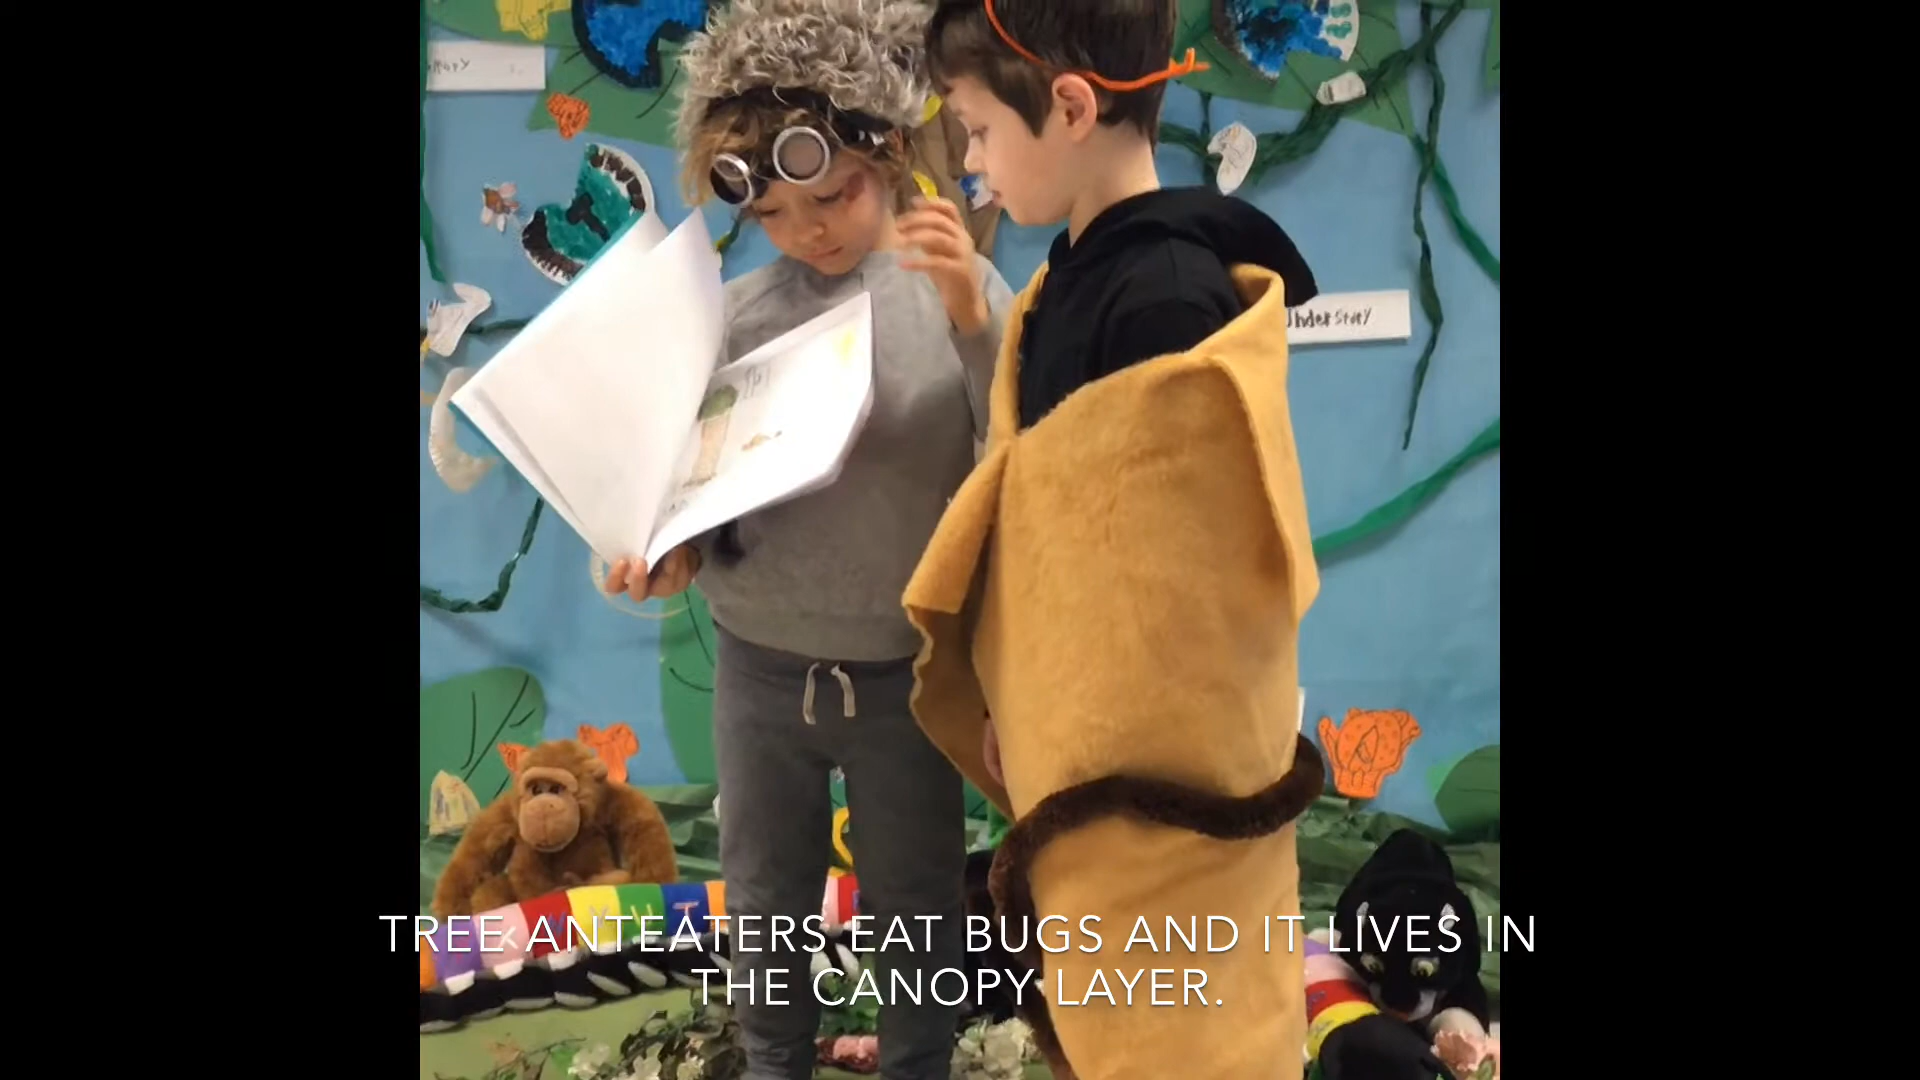 Understory
TREE ANTEATERS EAT BUGS AND IT LIVES IN
THE CANOPY LAYER.